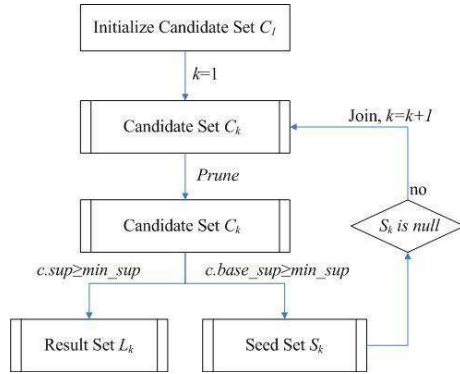 Initialize Candidate Set C1
k=1
Candidate Set Ck
Join, k=k+1
Prune
no
Candidate Set Ck
Sk is null
c.sup≥min_sup
c.base_sup≥min_sup
Result Set Lk
Seed Set Sk